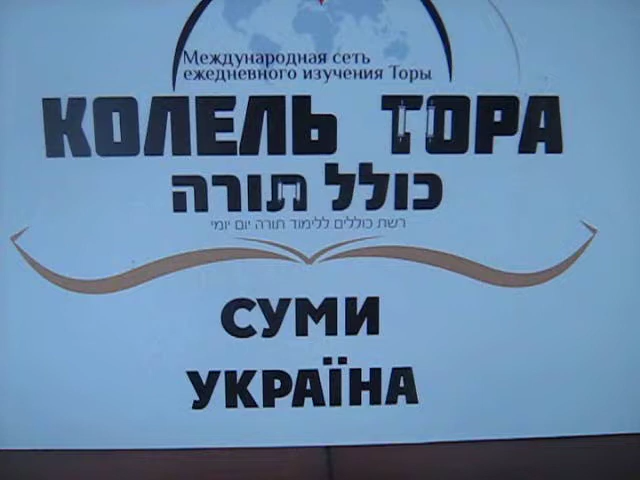 Международная сеть
ежедневного изучения Торы
КОЛЕЛЬ ТОРА
כולל תורה
רשת כוללים ללימוד תורה יום יומי
СУМИ
УКРАЇНА